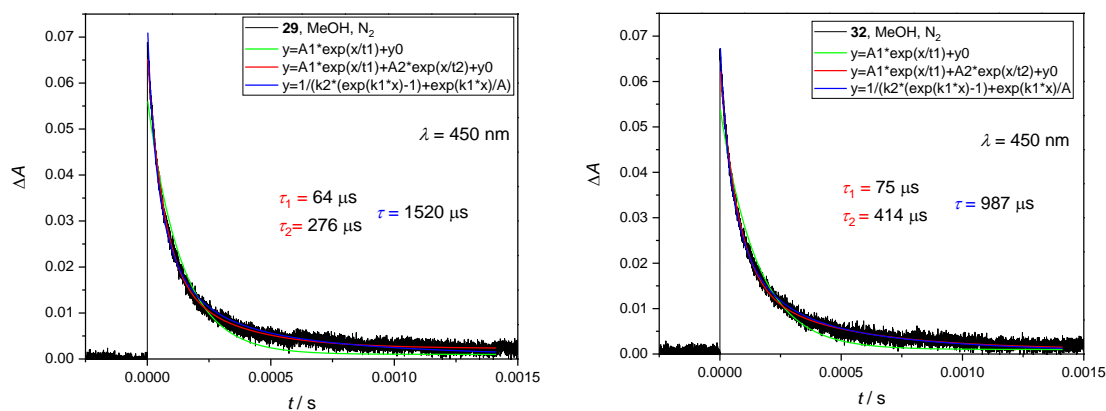 0.07
0.06
0.05
0.04
0.03
0.02
0.01
0.00
ΔA
29, MeOH, N₂
y=A1*exp(x/t1)+y0
y=A1*exp(x/t1)+A2*exp(x/t2)+y0
y=1/(k2*(exp(k1*x)-1)+exp(k1*x)/A)
λ = 450 nm
τ₁ = 64 μs
τ₂= 276 μs
τ = 1520 μs
0.0000 0.0005 0.0010 0.0015
t / s
0.07
0.06
0.05
0.04
0.03
0.02
0.01
0.00
ΔA
32, MeOH, N₂
y=A1*exp(x/t1)+y0
y=A1*exp(x/t1)+A2*exp(x/t2)+y0
y=1/(k2*(exp(k1*x)-1)+exp(k1*x)/A)
λ = 450 nm
τ₁ = 75 μs
τ₂ = 414 μs
τ = 987 μs
0.0000 0.0005 0.0010 0.0015
t / s